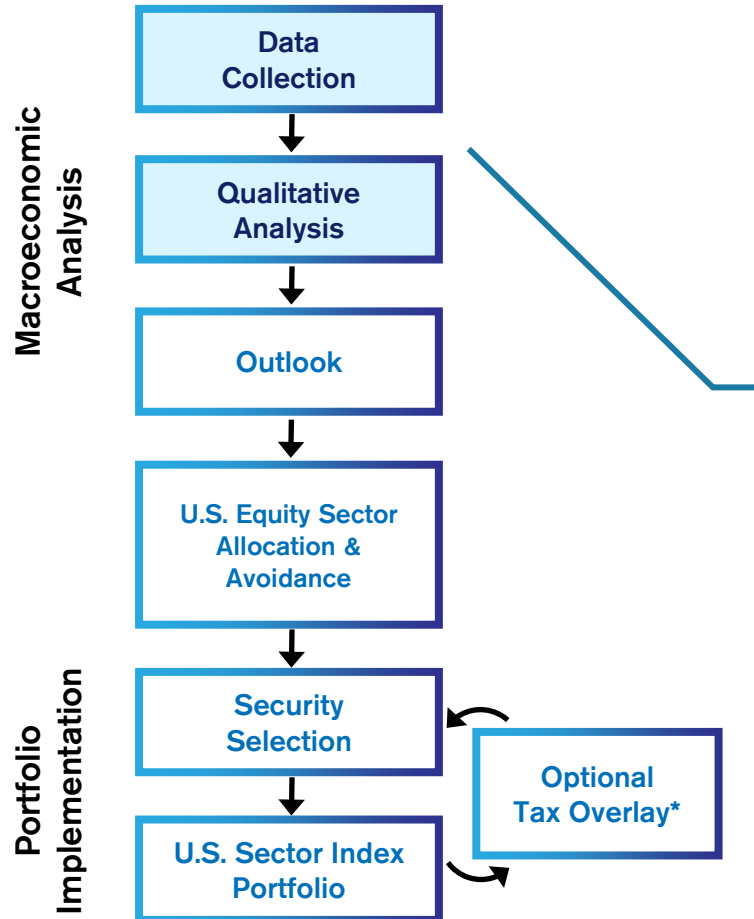 Macroeconomic
Analysis
Data
Collection
Qualitative
Analysis
Outlook
U.S. Equity Sector
Allocation &
Avoidance
Portfolio
Implementation
Security
Selection
Optional
Tax Overlay*
U.S. Sector Index
Portfolio